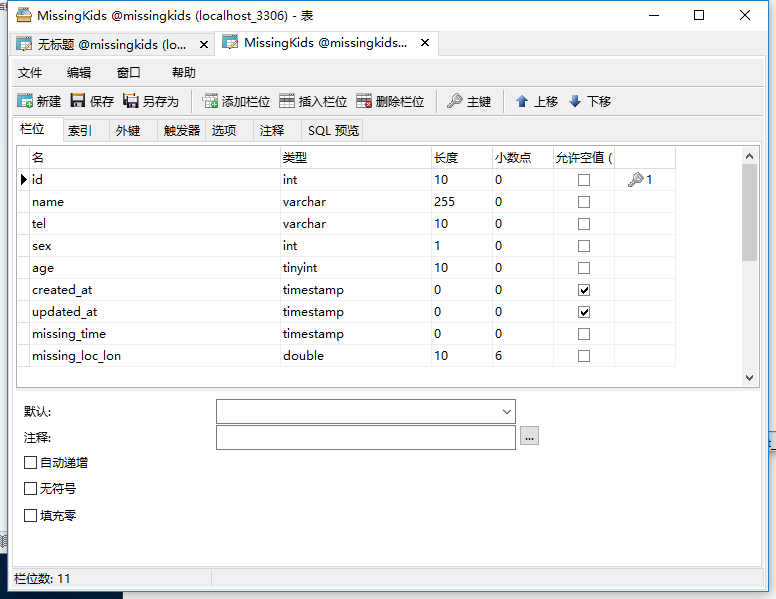 MissingKids @missingkids (localhost_3306) - 表
无标题 @missingkids (lo... MissingKids @missingkids...
文件 编辑 窗口 帮助
新建 保存 另存为 添加栏位 插入栏位 删除栏位 主键 上移 下移
栏位 索引 外键 触发器 选项 注释 SQL 预览
名 类型 长度 小数点 允许空值 (
id int 10 0 1
name varchar 255 0
tel varchar 10 0
sex int 1 0
age tinyint 10 0
created_at timestamp 0 0
updated_at timestamp 0 0
missing_time timestamp 0 0
missing_loc_lon double 10 6
默认:
注释:
...
自动递增
无符号
填充零
栏位数: 11